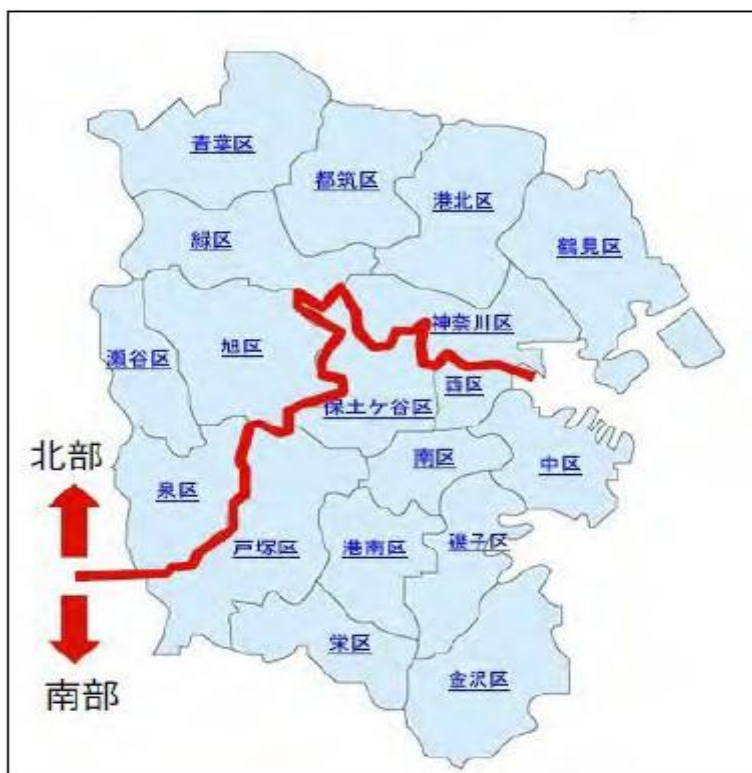 青葉区
都筑区
港北区
緑区
鶴見区
神奈川区
瀬谷区
旭区
西区
保土ケ谷区
北部
泉区
南区
中区
戸塚区
港南区
磯子区
栄区
金沢区
南部